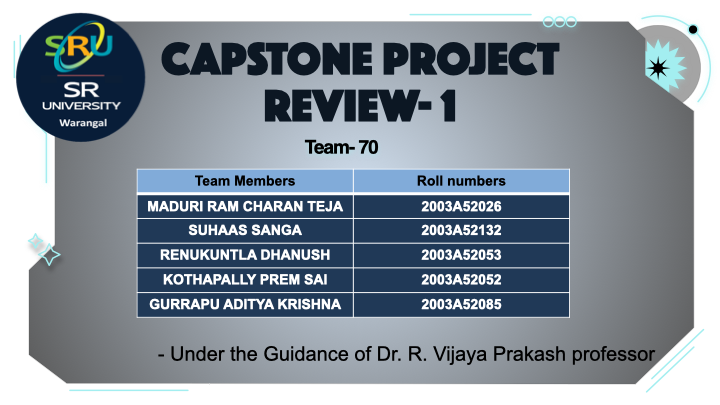 SRU
SR
UNIVERSITY
Warangal
CAPSTONE PROJECT
REVIEW- 1
Team- 70
Team Members Roll numbers
MADURI RAM CHARAN TEJA 2003A52026
SUHAAS SANGA 2003A52132
RENUKUNTLA DHANUSH 2003A52053
KOTHAPALLY PREM SAI 2003A52052
GURRAPU ADITYA KRISHNA 2003A52085
- Under the Guidance of Dr. R. Vijaya Prakash professor